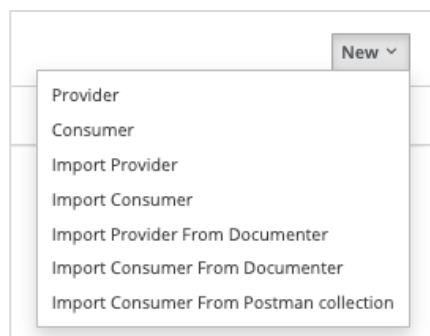 New
Provider
Consumer
Import Provider
Import Consumer
Import Provider From Documenter
Import Consumer From Documenter
Import Consumer From Postman collection